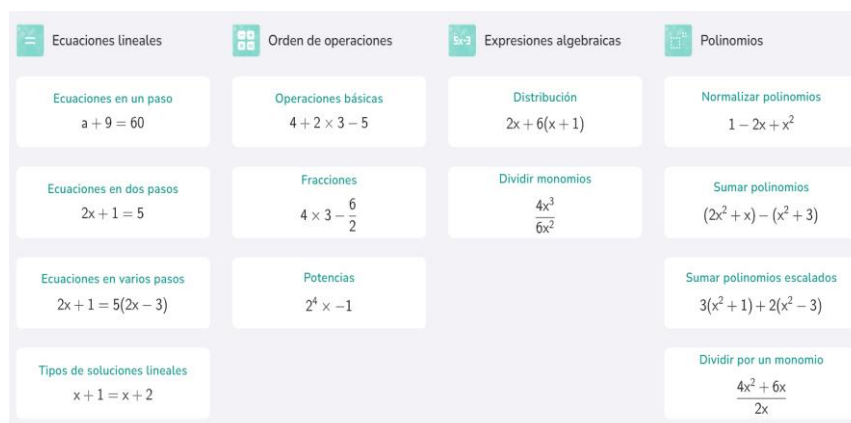 Ecuaciones lineales
Ecuaciones en un paso
a + 9 = 60
Ecuaciones en dos pasos
2x + 1 = 5
Ecuaciones en varios pasos
2x + 1 = 5(2x − 3)
Tipos de soluciones lineales
x + 1 = x + 2
Orden de operaciones
Operaciones básicas
4 + 2 × 3 − 5
Fracciones
4 × 3 − 6/2
Potencias
2⁴ × −1
5x-3 Expresiones algebraicas
Distribución
2x + 6(x + 1)
Dividir monomios
4x³
6x²
Polinomios
Normalizar polinomios
1 − 2x + x²
Sumar polinomios
(2x² + x) − (x² + 3)
Sumar polinomios escalados
3(x² + 1) + 2(x² − 3)
Dividir por un monomio
4x² + 6x
2x